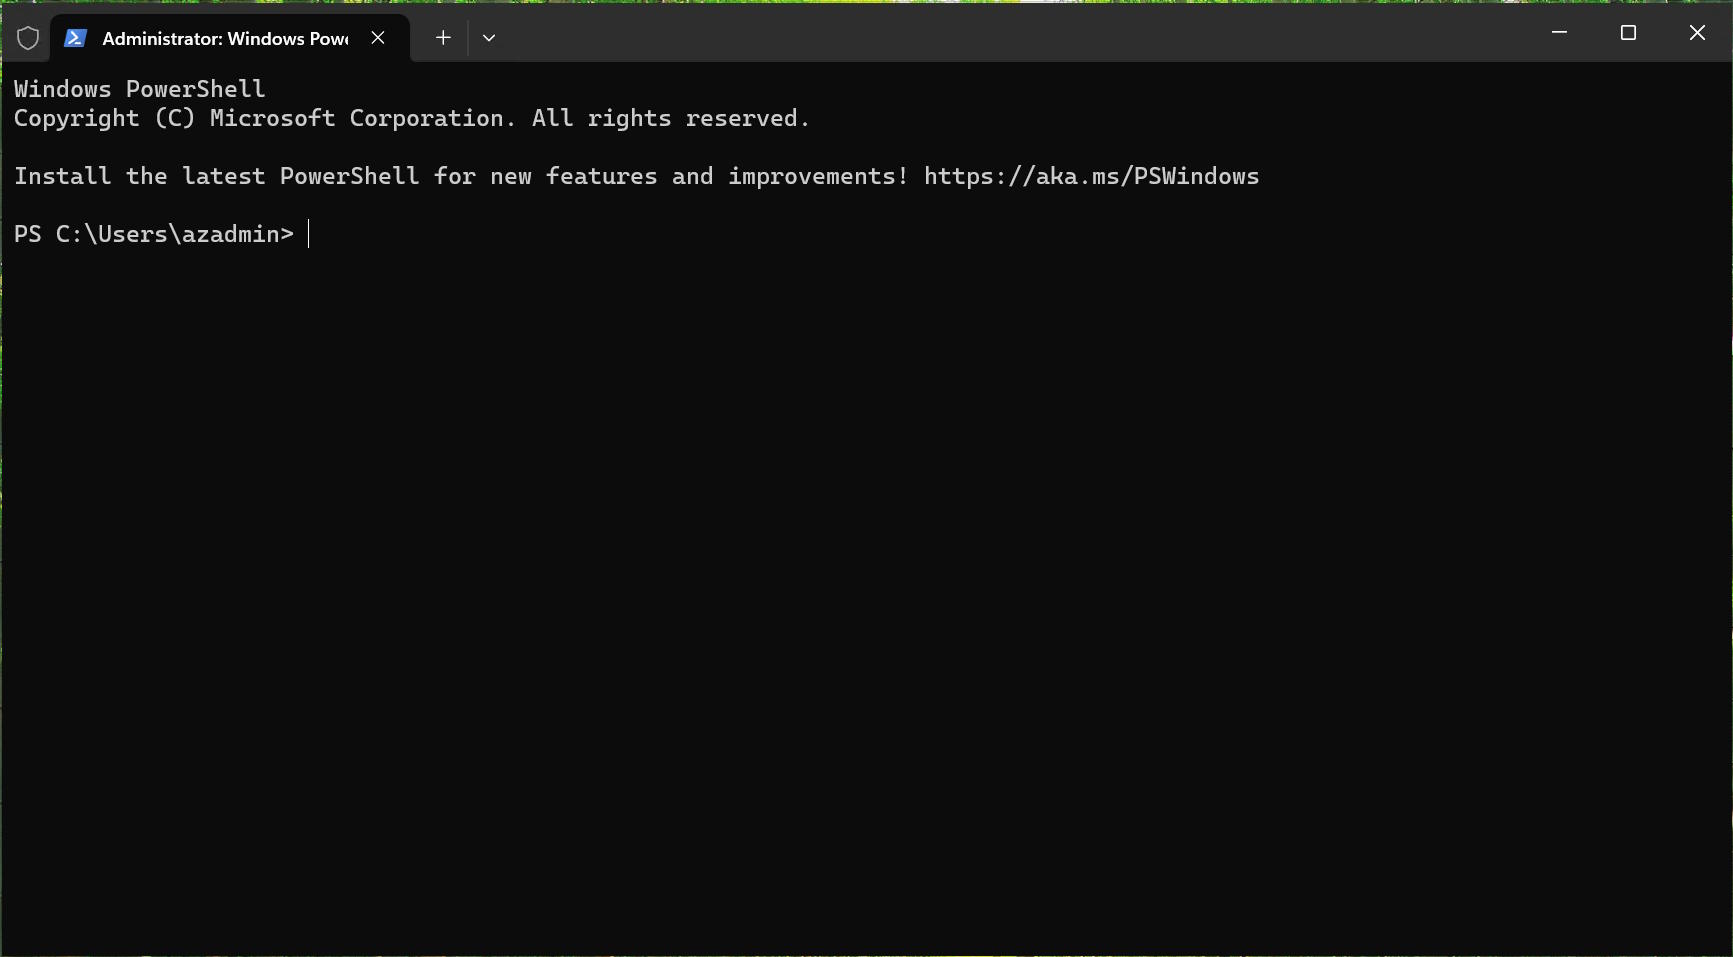 Administrator: Windows Powe
Windows PowerShell
Copyright (C) Microsoft Corporation. All rights reserved.
Install the latest PowerShell for new features and improvements! https://aka.ms/PSWindows
PS C:\Users\azadmin>